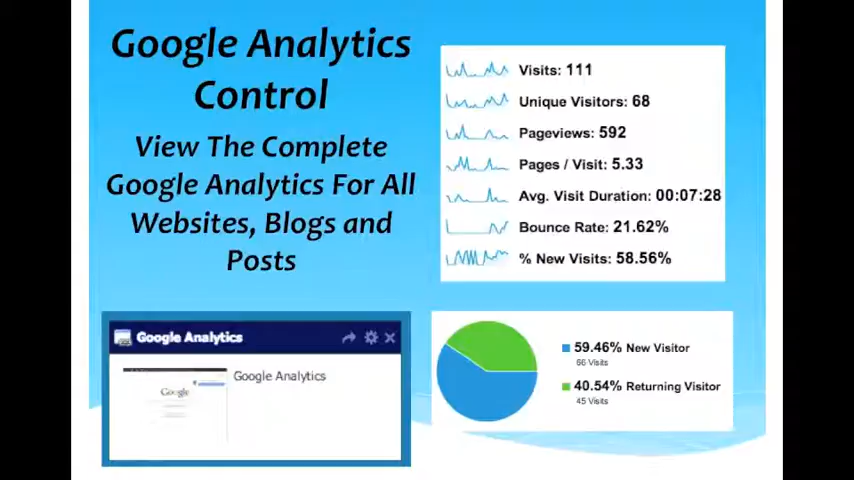 Google Analytics
Control
View The Complete
Google Analytics For All
Websites, Blogs and
Posts
Visits: 111
Unique Visitors: 68
Pageviews: 592
Pages / Visit: 5.33
Avg. Visit Duration: 00:07:28
Bounce Rate: 21.62%
% New Visits: 58.56%
Google Analytics
Google Analytics
Google
59.46% New Visitor
66 Visits
40.54% Returning Visitor
45 Visits